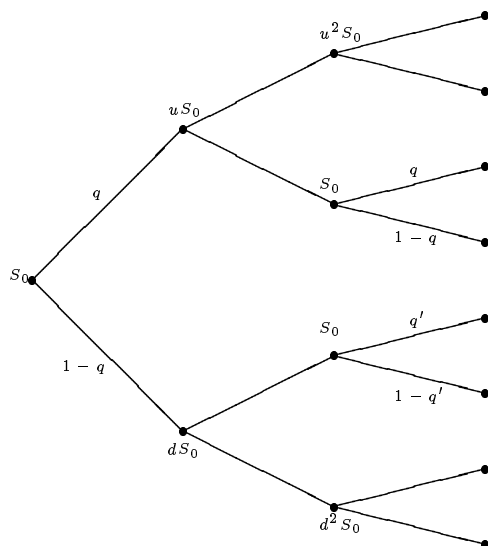 u²S₀
uS₀
q
q
S₀
1 − q
S₀
q′
S₀
1 − q
1 − q′
dS₀
d²S₀